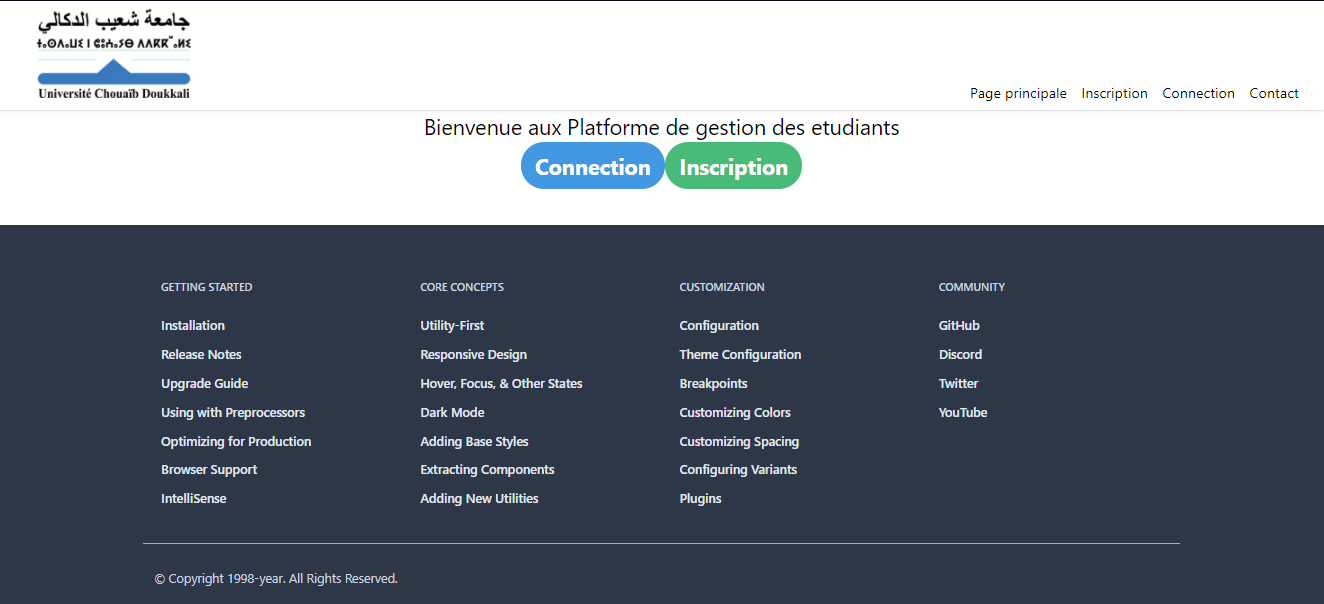 جامعة شعيب الدكالي
Université Chouaïb Doukkali
Page principale Inscription Connection Contact
Bienvenue aux Platforme de gestion des etudiants
Connection Inscription
GETTING STARTED
Installation
Release Notes
Upgrade Guide
Using with Preprocessors
Optimizing for Production
Browser Support
IntelliSense
CORE CONCEPTS
Utility-First
Responsive Design
Hover, Focus, & Other States
Dark Mode
Adding Base Styles
Extracting Components
Adding New Utilities
CUSTOMIZATION
Configuration
Theme Configuration
Breakpoints
Customizing Colors
Customizing Spacing
Configuring Variants
Plugins
COMMUNITY
GitHub
Discord
Twitter
YouTube
© Copyright 1998-year. All Rights Reserved.